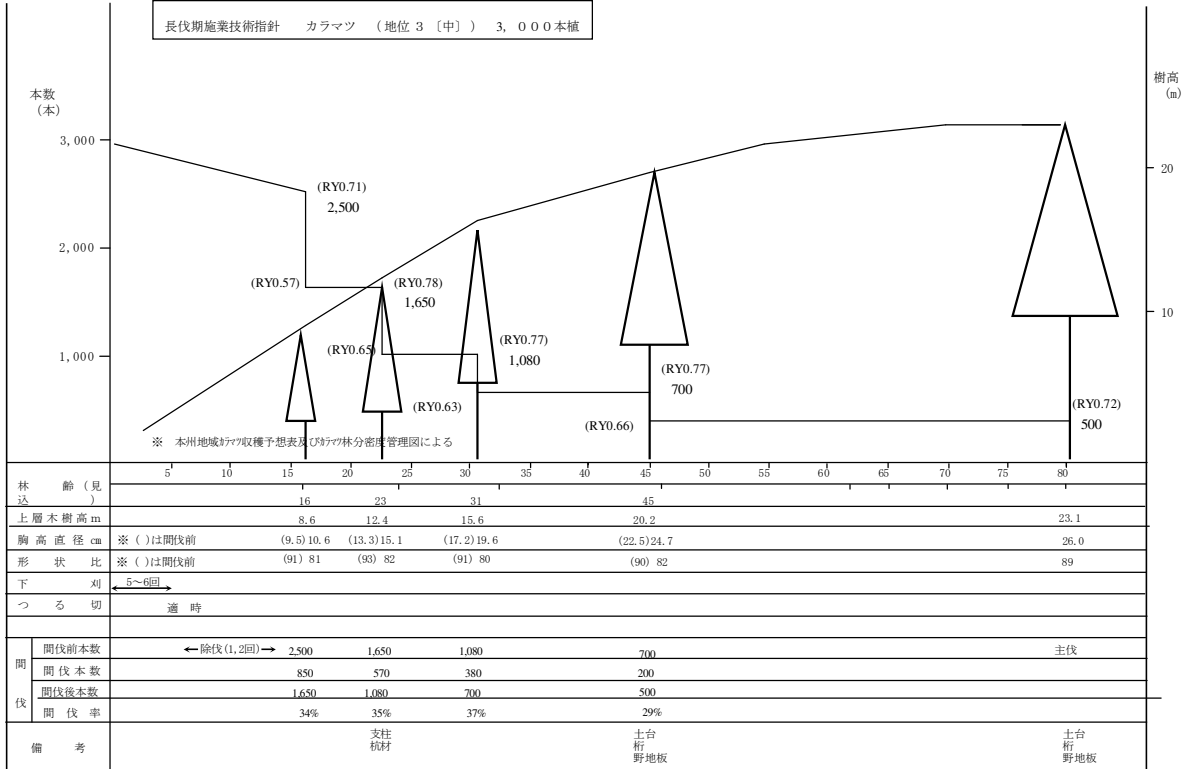 長伐期施業技術指針　　カラマツ　（地位３〔中〕）　３，０００本植
本数
（本）
樹高
（m）
3,000
2,000
1,000
20
10
(RY0.71)
2,500
(RY0.57)
(RY0.78)
1,650
(RY0.65)
(RY0.77)
1,080
(RY0.63)
(RY0.77)
700
(RY0.66)
(RY0.72)
500
※　本州地域ｶﾗﾏﾂ収穫予想表及びｶﾗﾏﾂ林分密度管理図による
5 10 15 20 25 30 35 40 45 50 55 60 65 70 75 80
林　齢（見込） 16 23 31 45
上層木樹高m 8.6 12.4 15.6 20.2 23.1
胸高直径㎝ ※（ ）は間伐前 (9.5)10.6 (13.3)15.1 (17.2)19.6 (22.5)24.7 26.0
形状比 ※（ ）は間伐前 (91) 81 (93) 82 (91) 80 (90) 82 89
下刈 5～6回
つる切 適時
間伐
間伐前本数 ←除伐(1,2回)→ 2,500 1,650 1,080 700 主伐
間伐本数 850 570 380 200
間伐後本数 1,650 1,080 700 500
間伐率 34% 35% 37% 29%
備考
支柱
杭材
土台
桁
野地板
土台
桁
野地板